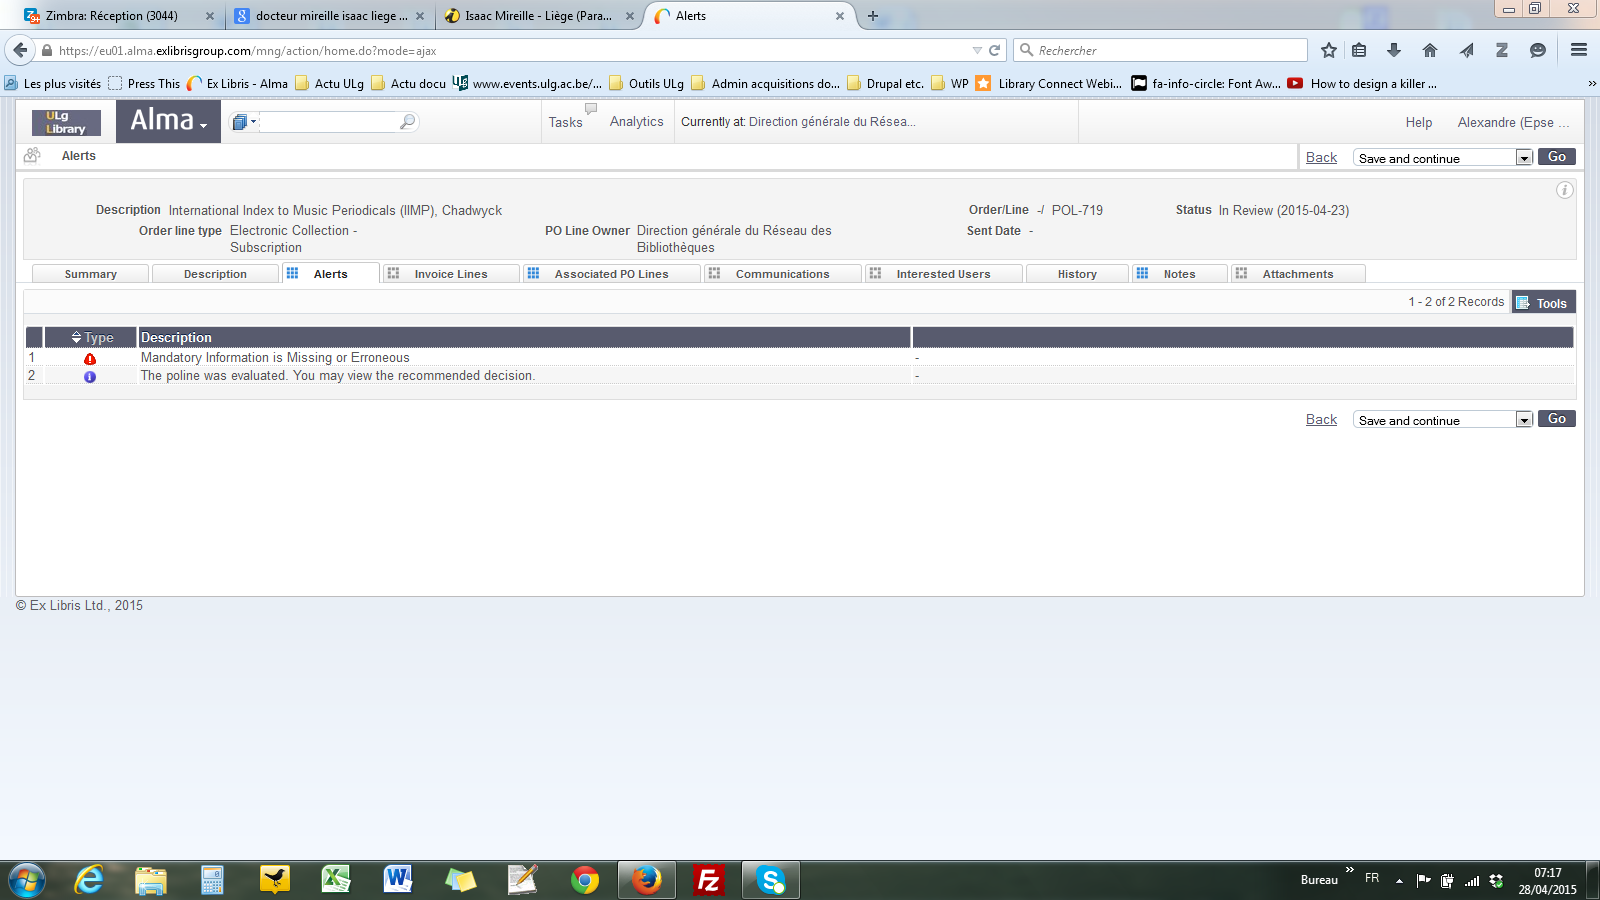 Zimbra: Réception (3044)
docteur mireille isaac liege ...
Isaac Mireille - Liège (Para...
Alerts
https://eu01.alma.exlibrisgroup.com/mng/action/home.do?mode=ajax
Rechercher
Les plus visités
Press This
Ex Libris - Alma
Actu ULg
Actu docu
www.events.ulg.ac.be/...
Outils ULg
Admin acquisitions do...
Drupal etc.
WP
Library Connect Webi...
fa-info-circle: Font Aw...
How to design a killer ...
ULg Library
Alma
Tasks
Analytics
Currently at: Direction générale du Résea...
Help
Alexandre (Epse ...
Alerts
Back
Save and continue
Go
Description International Index to Music Periodicals (IIMP), Chadwyck
Order/Line -/ POL-719
Status In Review (2015-04-23)
Order line type Electronic Collection - Subscription
PO Line Owner Direction générale du Réseau des Bibliothèques
Sent Date -
Summary
Description
Alerts
Invoice Lines
Associated PO Lines
Communications
Interested Users
History
Notes
Attachments
1 - 2 of 2 Records
Tools
Type
Description
1 Mandatory Information is Missing or Erroneous -
2 The poline was evaluated. You may view the recommended decision. -
Back
Save and continue
Go
© Ex Libris Ltd., 2015
Bureau
FR
07:17
28/04/2015